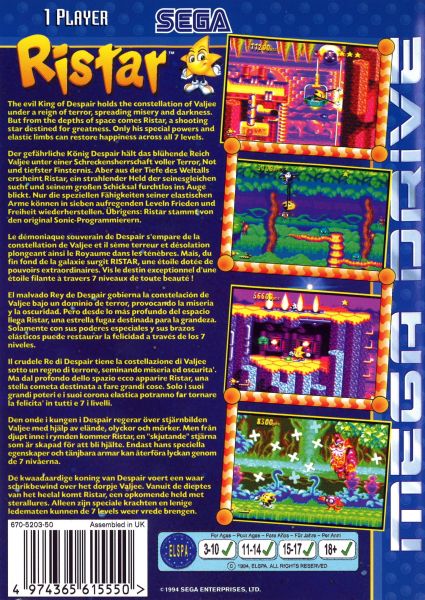 1 PLAYER
SEGA
Ristar™
The evil King of Despair holds the constellation of Valjee
under a reign of terror, spreading misery and darkness.
But from the depths of space comes Ristar, a shooting
star destined for greatness. Only his special powers and
elastic limbs can restore happiness across all 7 levels.
Der gefährliche König Despair hält das blühende Reich
Valjee unter einer Schreckensherrschaft voller Terror, Not
und tiefster Finsternis. Aber aus der Tiefe des Weltalls
erscheint Ristar, ein strahlender Held der seinesgleichen
sucht und seinem großen Schicksal furchtlos ins Auge
blickt. Nur die speziellen Fähigkeiten seiner elastischen
Arme können in sieben aufregenden Leveln Frieden und
Freiheit wiederherstellen. Übrigens: Ristar stammt von
den original Sonic-Programmierern.
Le démoniaque souverain de Despair s'empare de la
constellation de Valjee et il sème terreur et désolation
plongeant ainsi le Royaume dans les ténèbres. Mais, du
fin fond de la galaxie surgit RISTAR, une étoile dotée de
pouvoirs extraordinaires. Vis le destin exceptionnel d'une
étoile filante à travers 7 niveaux de toute beauté !
El malvado Rey de Despair gobierna la constelación de
Valjee bajo un dominio de terror, provocando la miseria
y la oscuridad. Pero desde lo más profundo del espacio
llega Ristar, una estrella fugaz destinada para la grandeza.
Solamente con sus poderes especiales y sus brazos
elásticos puede restaurar la felicidad a través de los 7
niveles.
Il crudele Re di Despair tiene la costellazione di Valjee
sotto un regno di terrore, seminando miseria ed oscurita'.
Ma dal profondo dello spazio ecco apparire Ristar, una
stella cometa destinata a fare grandi cose. Solo i suoi
grandi poteri e i suoi corona elastica potranno far tornare
la felicita' in tutti e 7 i livelli.
Den onde i kungen i Despair regerar över stjärnbilden
Valjee med hjälp av elände, olyckor och mörker. Men från
djupt inne i rymden kommer Ristar, en "skjutande" stjärna
som är skapad för att bli hjälte. Endast hans speciella
egenskaper och tänjbara armar kan återföra lyckan genom
de 7 nivåerna.
De kwaadaardige koning van Despair voert een waar
schrikbewind over het dorpje Valjee. Vanuit de dieptes
van het heelal komt Ristar, een opkomende held met
sterallures. Alleen zijn speciale krachten en lenige
ledematen kunnen de 7 levels weer vrede brengen.
MEGA DRIVE
670-5203-50 Assembled in UK
4 974365 615550 >
ELSPA
For Ages – Pour Ages – Para Años – Für Jahre – Per Anni
3-10 11-14 15-17 18+
© 1994, ELSPA. ALL RIGHTS RESERVED
©1994 SEGA ENTERPRISES, LTD.